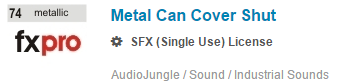 74 metallic
fxpro
Metal Can Cover Shut
SFX (Single Use) License
AudioJungle / Sound / Industrial Sounds